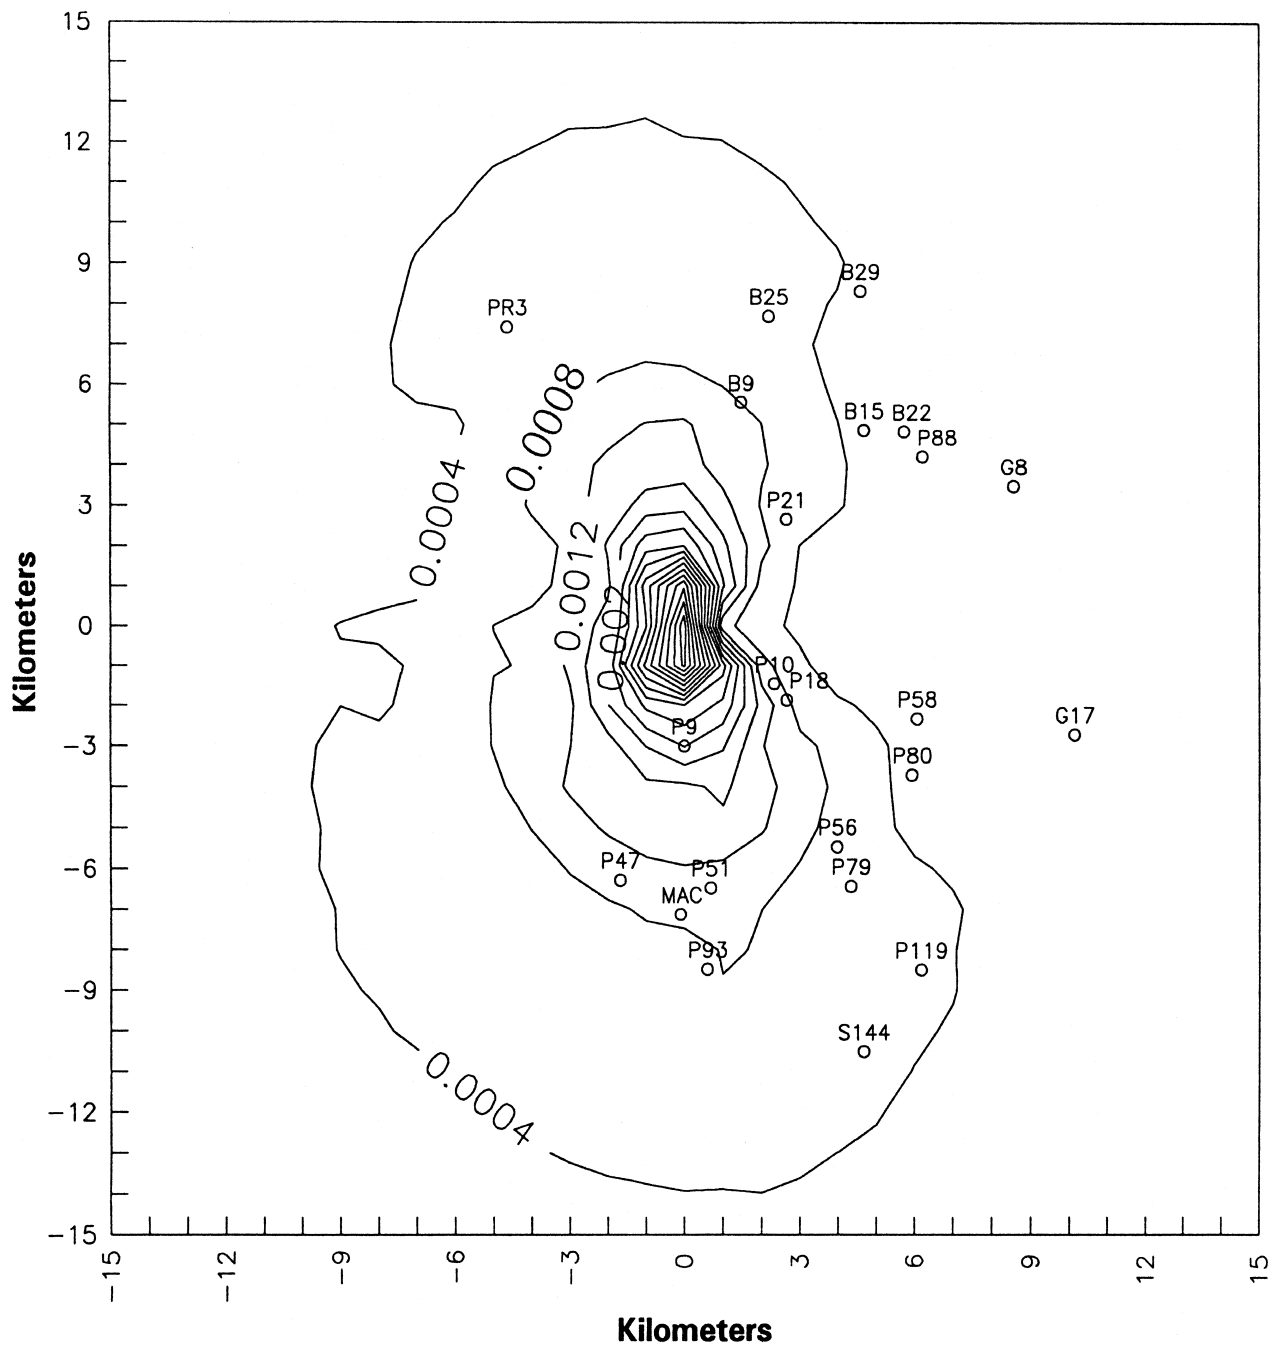 15
12
B29
9
B25
PR3
6
0.0008
B9
B15 B22
P88
0.0004
G8
3
P21
0.0012
0.002
0
P10
P18
P58
G17
P9
-3
P80
P56
-6
P47
P51
P79
MAC
P93
P119
-9
S144
0.0004
-12
-15
-15 -12 -9 -6 -3 0 3 6 9 12 15
Kilometers
Kilometers